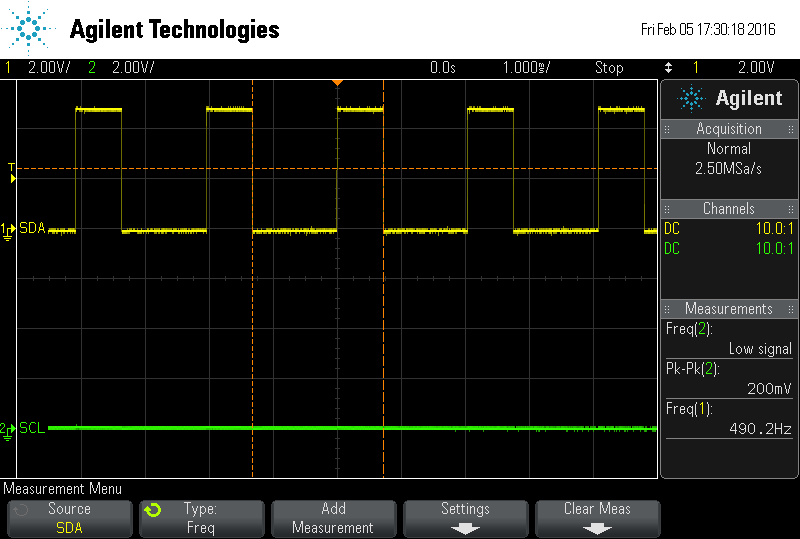 Agilent Technologies
Fri Feb 05 17:30:18 2016
1 2.00V/ 2 2.00V/ 0.0s 1.000ms/ Stop 1 2.00V
Agilent
Acquisition
Normal
2.50MSa/s
Channels
DC 10.0:1
DC 10.0:1
Measurements
Freq(2):
Low signal
Pk-Pk(2):
200mV
Freq(1):
490.2Hz
T
1 SDA
2 SCL
Measurement Menu
Source
SDA
Type:
Freq
Add
Measurement
Settings
Clear Meas